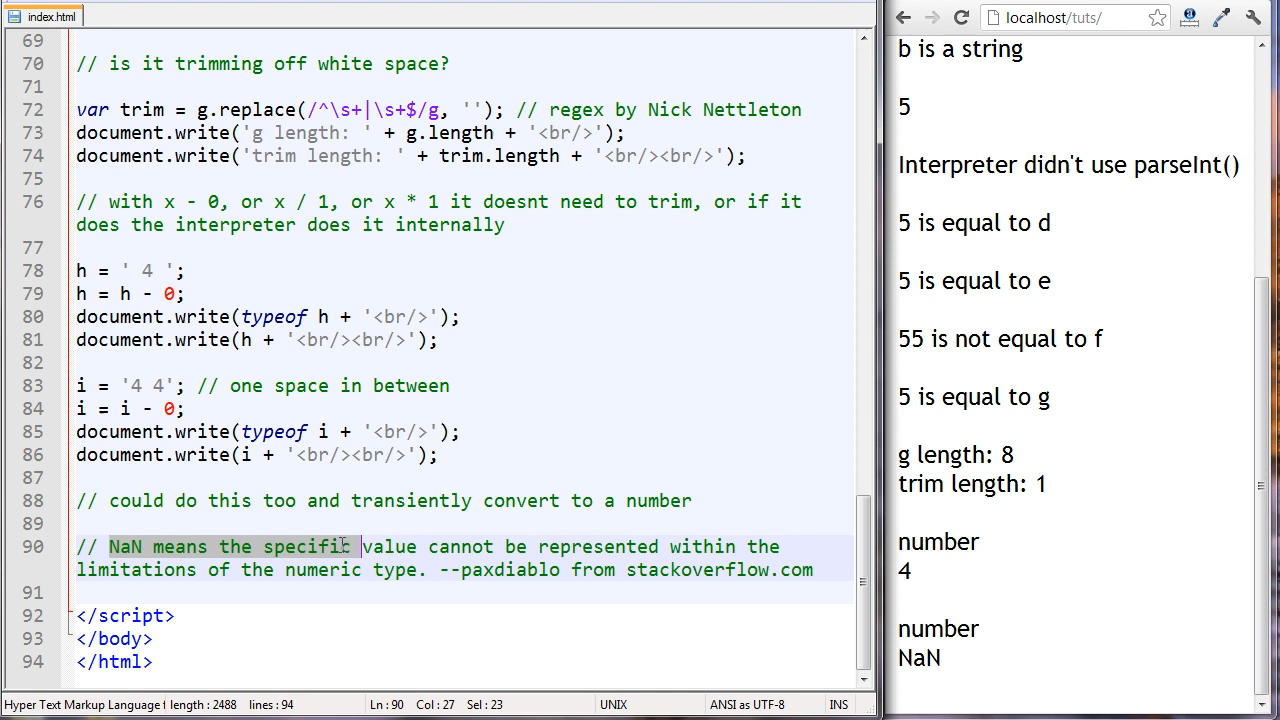 index.html
69
70 // is it trimming off white space?
71
72 var trim = g.replace(/^\s+|\s+$/g, ''); // regex by Nick Nettleton
73 document.write('g length: ' + g.length + '<br/>');
74 document.write('trim length: ' + trim.length + '<br/><br/>');
75
76 // with x - 0, or x / 1, or x * 1 it doesnt need to trim, or if it
does the interpreter does it internally
77
78 h = ' 4 ';
79 h = h - 0;
80 document.write(typeof h + '<br/>');
81 document.write(h + '<br/><br/>');
82
83 i = '4 4'; // one space in between
84 i = i - 0;
85 document.write(typeof i + '<br/>');
86 document.write(i + '<br/><br/>');
87
88 // could do this too and transiently convert to a number
89
90 // NaN means the specific value cannot be represented within the
limitations of the numeric type. --paxdiablo from stackoverflow.com
91
92 </script>
93 </body>
94 </html>
Hyper Text Markup Language f length : 2488 lines : 94 Ln : 90 Col : 27 Sel : 23 UNIX ANSI as UTF-8 INS
localhost/tuts/
b is a string
5
Interpreter didn't use parseInt()
5 is equal to d
5 is equal to e
55 is not equal to f
5 is equal to g
g length: 8
trim length: 1
number
4
number
NaN